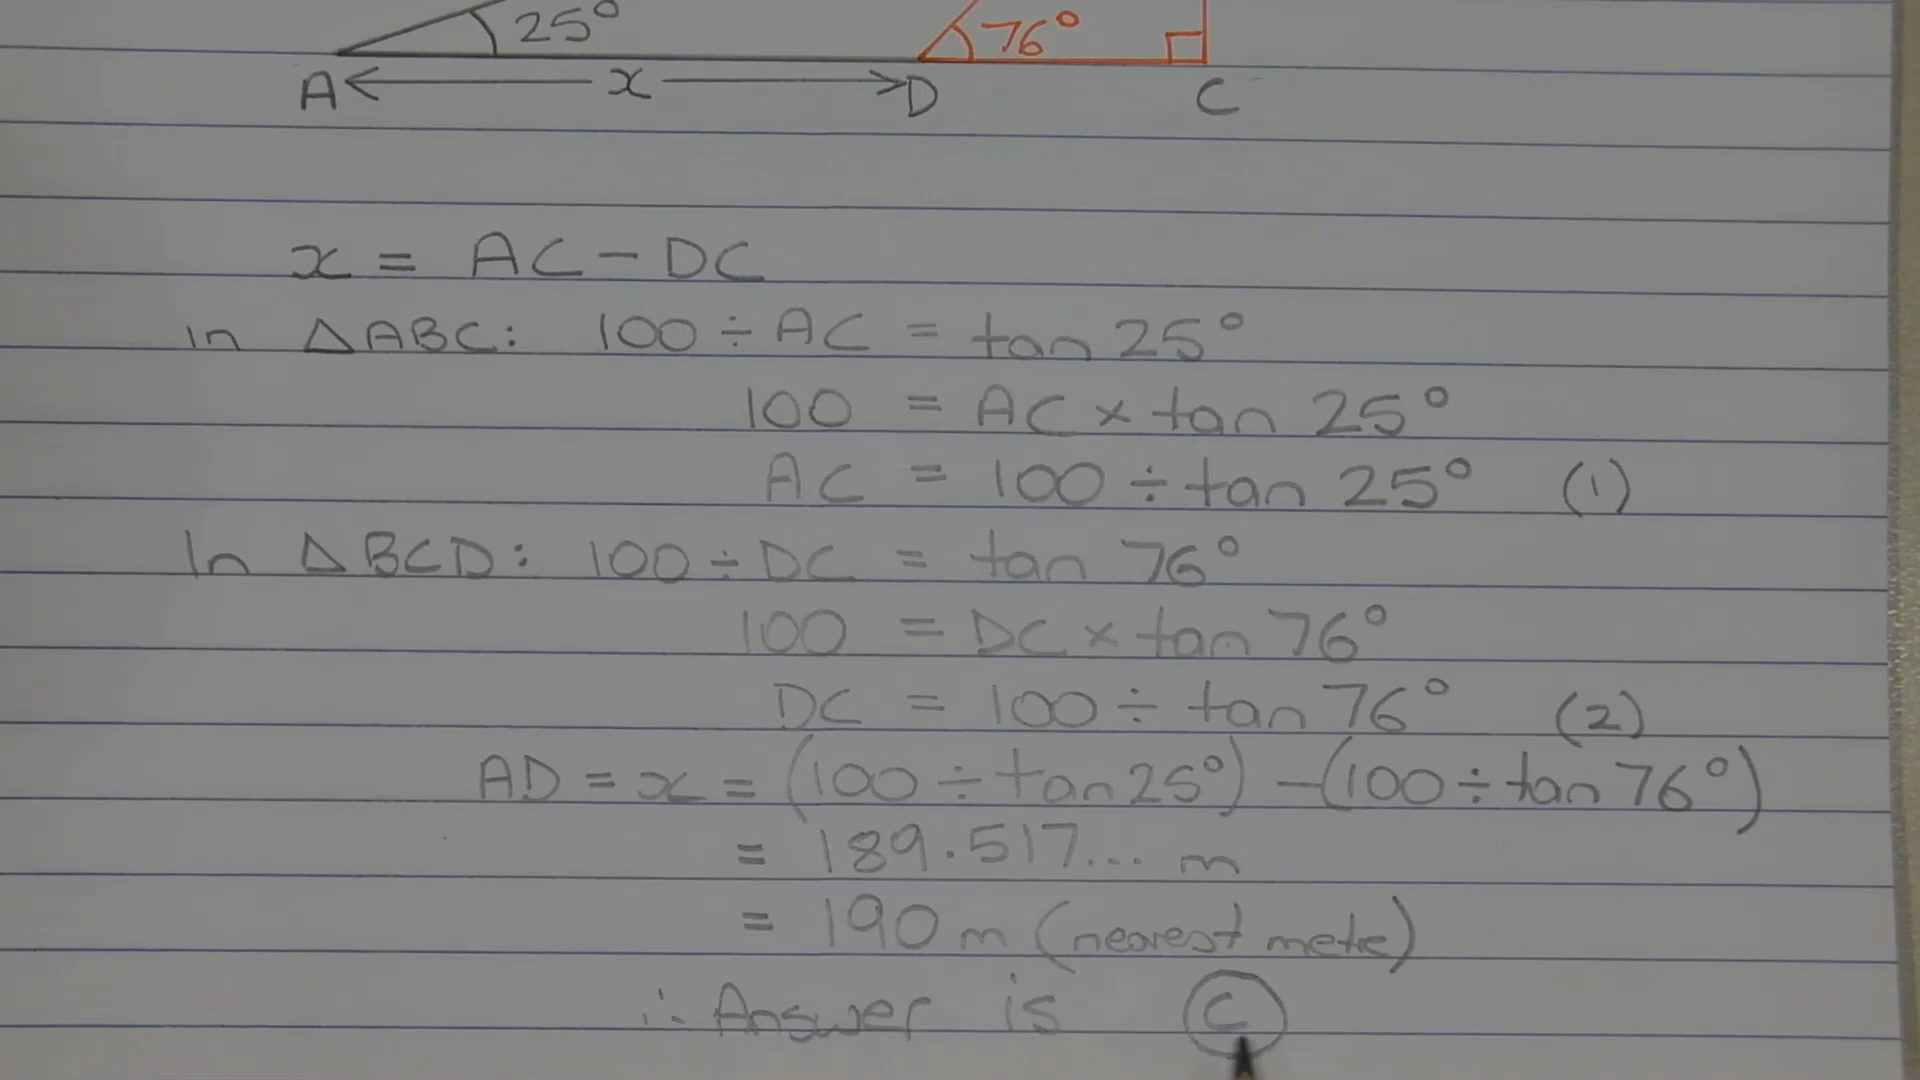 25° 76°
A x D C
x = AC - DC
In △ABC: 100 ÷ AC = tan 25°
100 = AC × tan 25°
AC = 100 ÷ tan 25° (1)
In △BCD: 100 ÷ DC = tan 76°
100 = DC × tan 76°
DC = 100 ÷ tan 76° (2)
AD = x = (100 ÷ tan 25°) - (100 ÷ tan 76°)
= 189.517... m
= 190 m (nearest metre)
∴ Answer is C